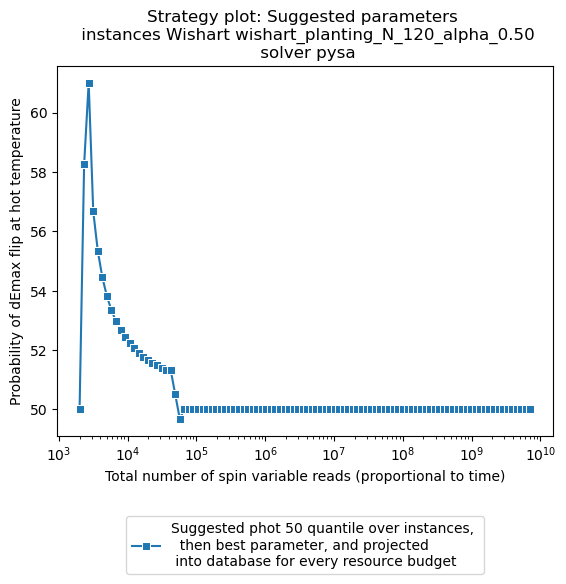 Strategy plot: Suggested parameters
instances Wishart wishart_planting_N_120_alpha_0.50
solver pysa
Probability of dEmax flip at hot temperature
60
58
56
54
52
50
10³ 10⁴ 10⁵ 10⁶ 10⁷ 10⁸ 10⁹ 10¹⁰
Total number of spin variable reads (proportional to time)
Suggested phot 50 quantile over instances,
then best parameter, and projected
into database for every resource budget